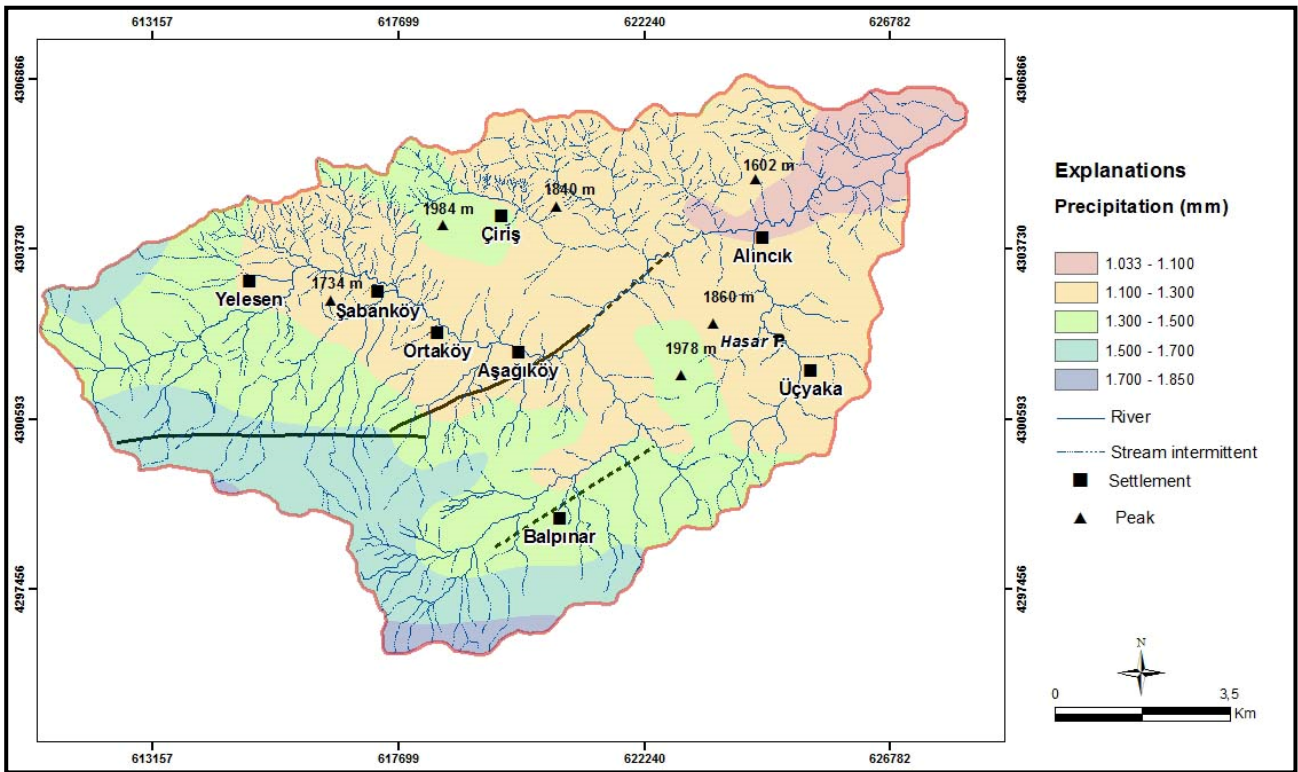 613157 617699 622240 626782
4306866 4306866
1602 m
1840 m
1984 m
Çiriş
4303730 4303730
Alıncık
1734 m
Yelesen
Şabanköy
1860 m
Hasar P.
Ortaköy
1978 m
Aşağıköy
Üçyaka
4300593 4300593
Balpınar
4297456 4297456
613157 617699 622240 626782
Explanations
Precipitation (mm)
1.033 - 1.100
1.100 - 1.300
1.300 - 1.500
1.500 - 1.700
1.700 - 1.850
River
Stream intermittent
Settlement
Peak
N
0 3,5
Km